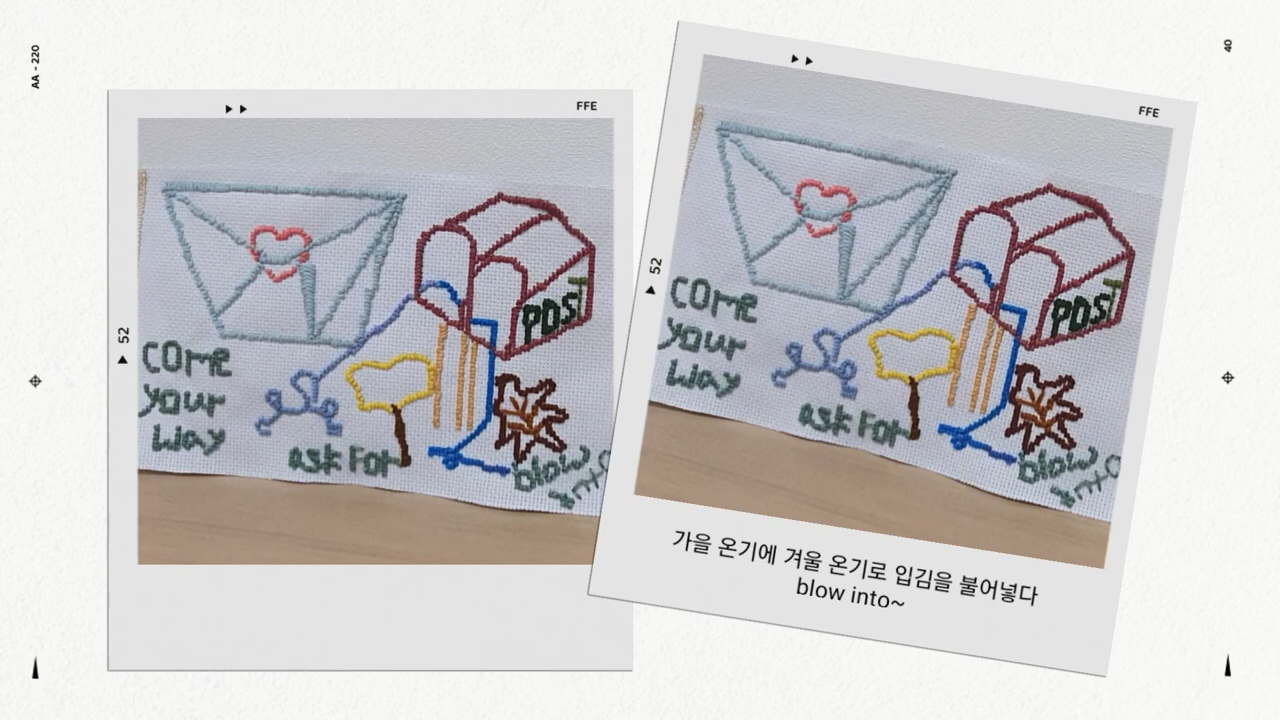 AA - 220
40
FFE
52
POST
COme
your
way
ask For
blow
into
FFE
52
POST
COme
your
way
ask For
blow
into
가을 온기에 겨울 온기로 입김을 불어넣다
blow into~